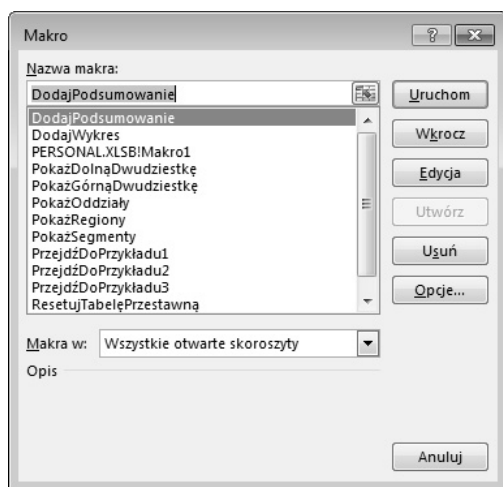 Makro
Nazwa makra:
DodajPodsumowanie
Uruchom
DodajPodsumowanie
DodajWykres
PERSONAL.XLSB!Makro1
PokażDolnąDwudziestkę
PokażGórnąDwudziestkę
PokażOddziały
PokażRegiony
PokażSegmenty
PrzejdźDoPrzykładu1
PrzejdźDoPrzykładu2
PrzejdźDoPrzykładu3
ResetujTabelęPrzestawną
Wkrocz
Edycja
Utwórz
Usuń
Opcje...
Makra w: Wszystkie otwarte skoroszyty
Opis
Anuluj